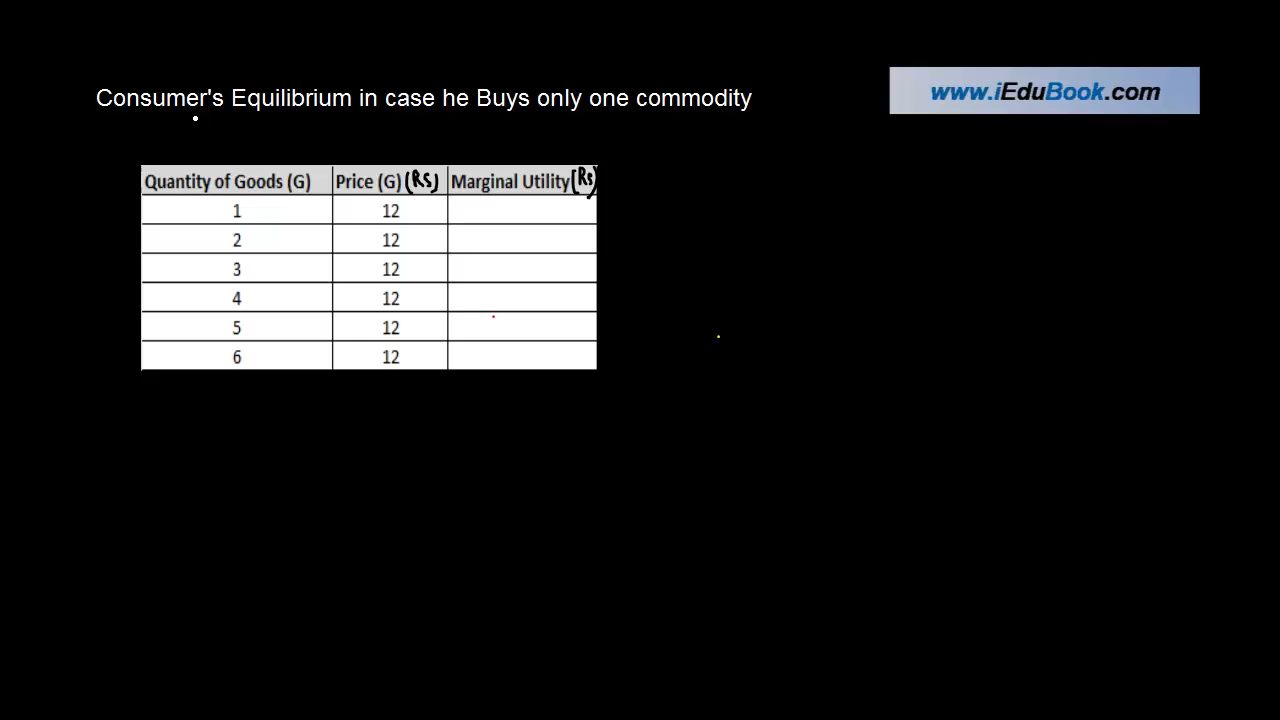 Consumer's Equilibrium in case he Buys only one commodity
www.iEduBook.com
Quantity of Goods (G) Price (G) (Rs) Marginal Utility (Rs)
1 12
2 12
3 12
4 12
5 12
6 12